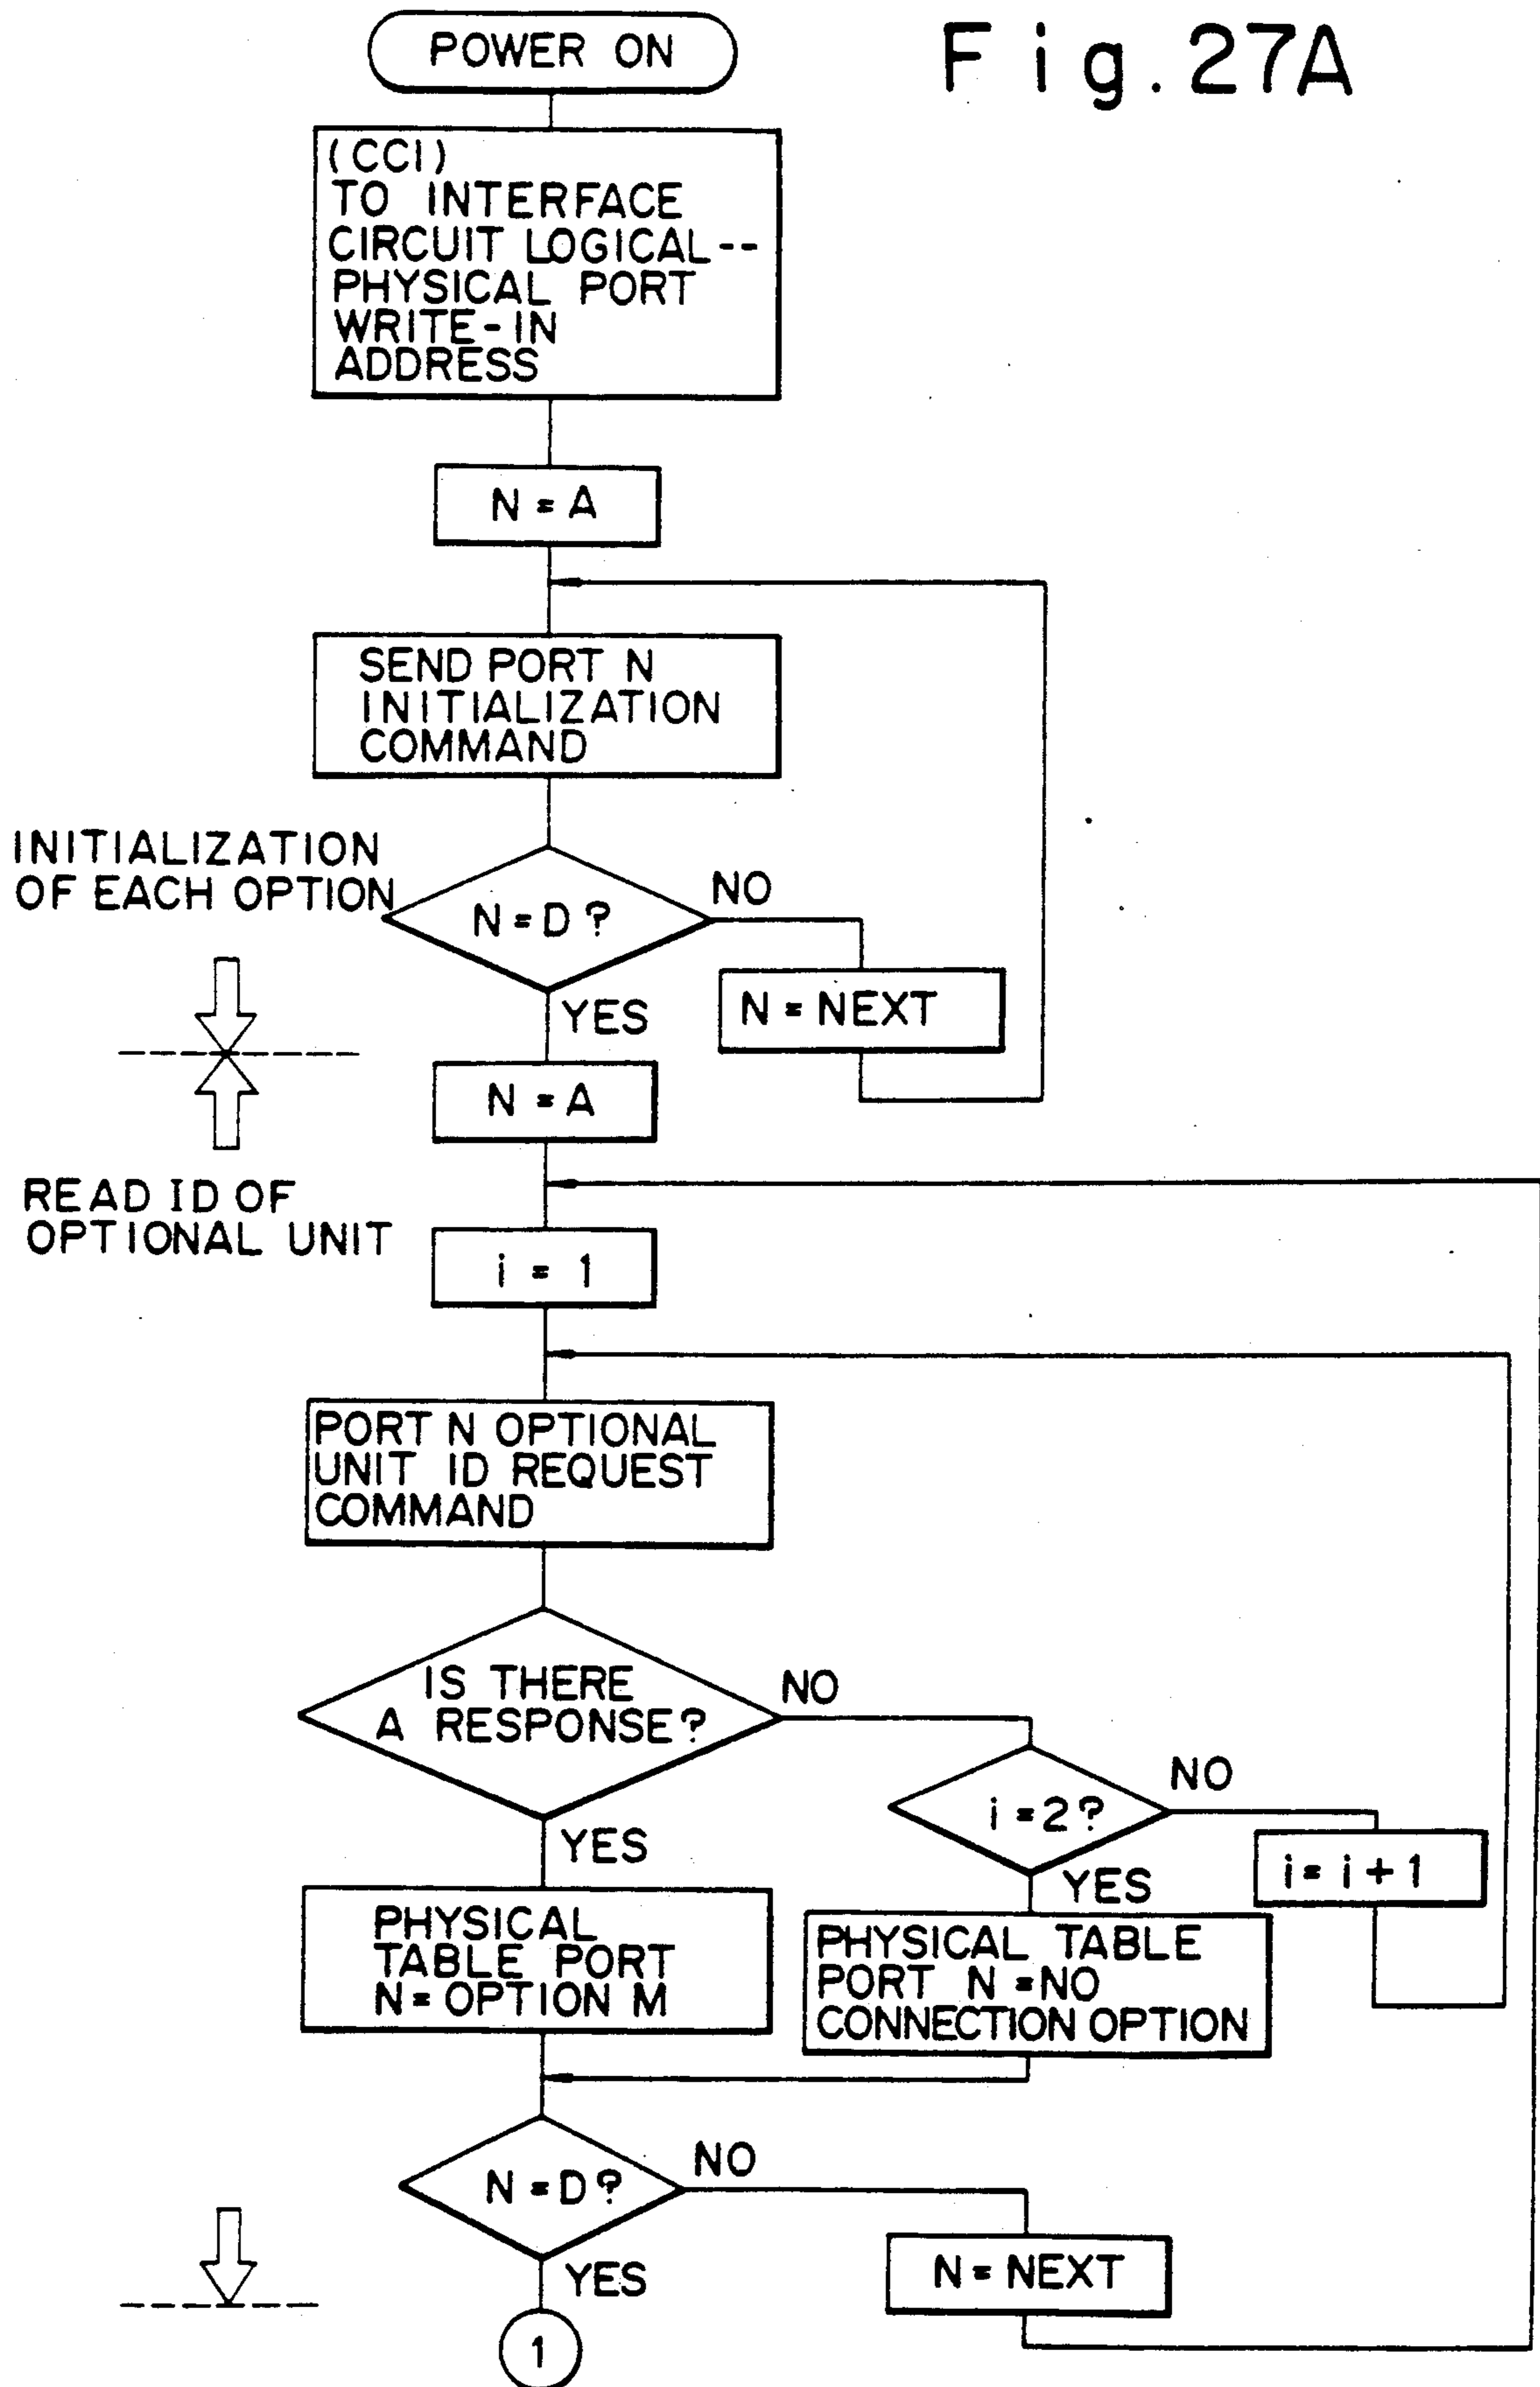 Fig. 27A
POWER ON
(CCI)
TO INTERFACE
CIRCUIT LOGICAL--
PHYSICAL PORT
WRITE-IN
ADDRESS
N = A
SEND PORT N
INITIALIZATION
COMMAND
INITIALIZATION
OF EACH OPTION
N = D ?
NO
N = NEXT
YES
N = A
READ ID OF
OPTIONAL UNIT
i = 1
PORT N OPTIONAL
UNIT ID REQUEST
COMMAND
IS THERE
A RESPONSE?
NO
i = 2?
NO
i = i + 1
YES
YES
PHYSICAL
TABLE PORT
N = OPTION M
PHYSICAL TABLE
PORT N = NO
CONNECTION OPTION
N = D ?
NO
N = NEXT
YES
1